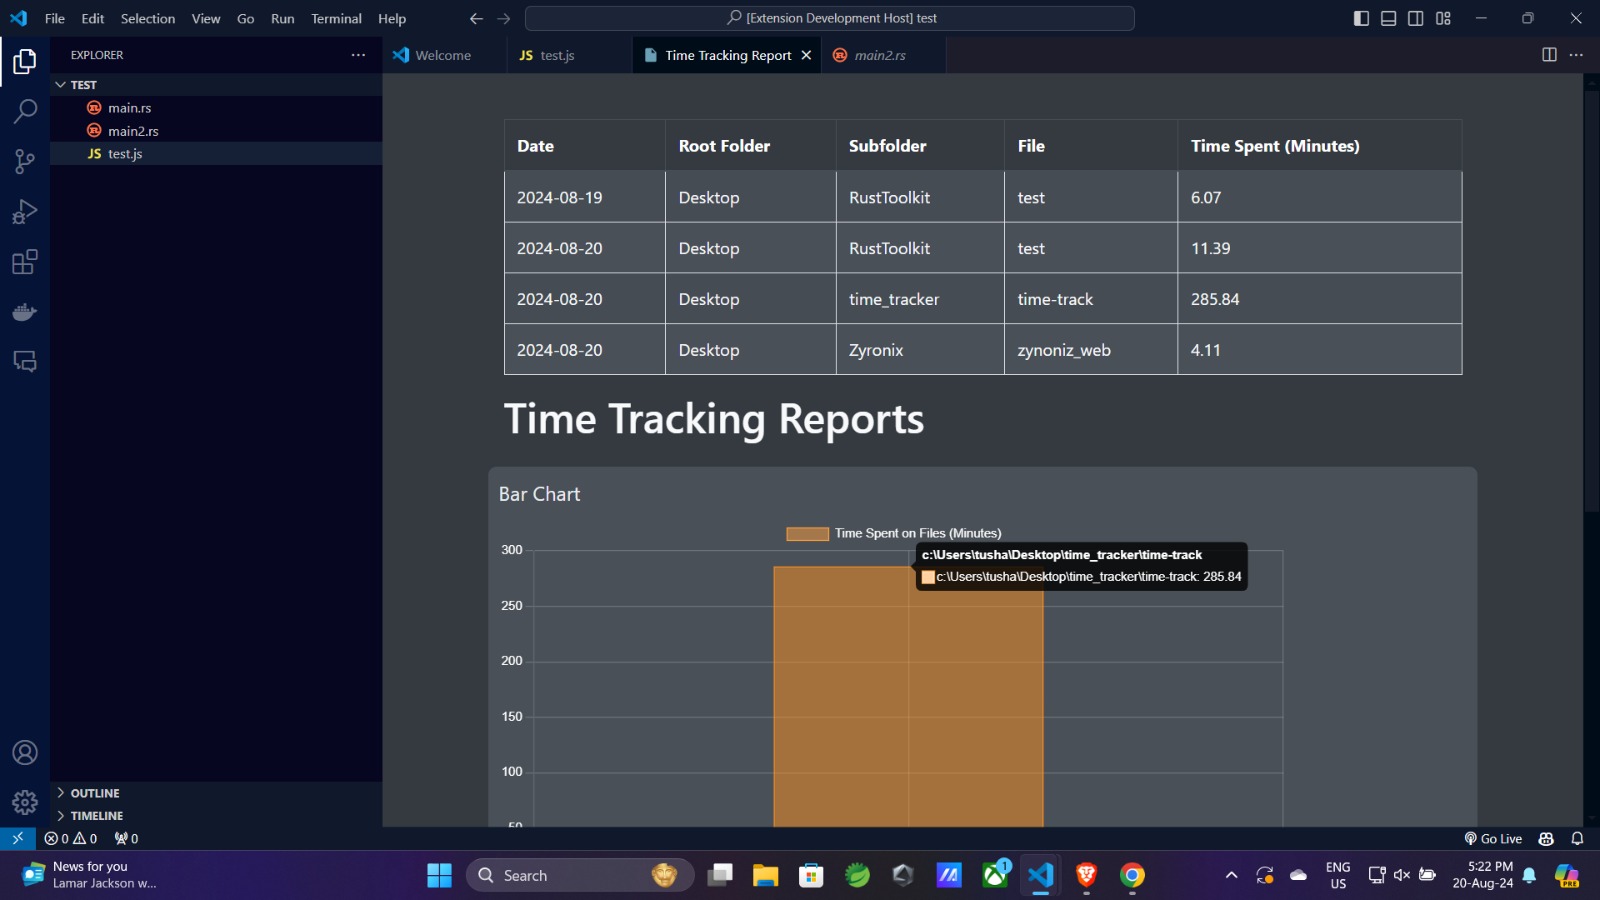 File Edit Selection View Go Run Terminal Help
[Extension Development Host] test
EXPLORER
Welcome
JS test.js
Time Tracking Report
main2.rs
TEST
main.rs
main2.rs
JS test.js
Date Root Folder Subfolder File Time Spent (Minutes)
2024-08-19 Desktop RustToolkit test 6.07
2024-08-20 Desktop RustToolkit test 11.39
2024-08-20 Desktop time_tracker time-track 285.84
2024-08-20 Desktop Zyronix zynoniz_web 4.11
Time Tracking Reports
Bar Chart
Time Spent on Files (Minutes)
c:\Users\tusha\Desktop\time_tracker\time-track
c:\Users\tusha\Desktop\time_tracker\time-track: 285.84
300
250
200
150
100
50
OUTLINE
TIMELINE
0 0 0
Go Live
News for you
Lamar Jackson w...
Search
1
ENG
US
5:22 PM
20-Aug-24
PRE